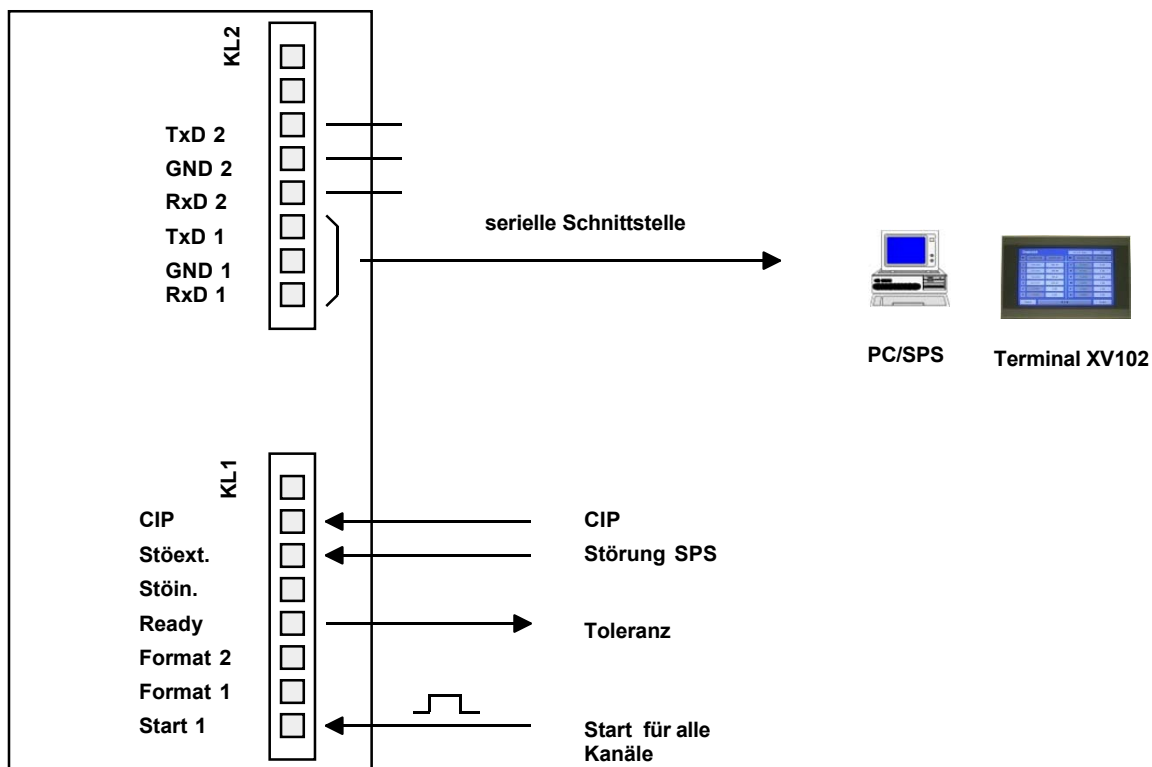 KL2
TxD 2
GND 2
RxD 2
TxD 1
GND 1
RxD 1
serielle Schnittstelle
PC/SPS
Terminal XV102
KL1
CIP
CIP
Stöext.
Störung SPS
Stöin.
Ready
Toleranz
Format 2
Format 1
Start 1
Start für alle
Kanäle